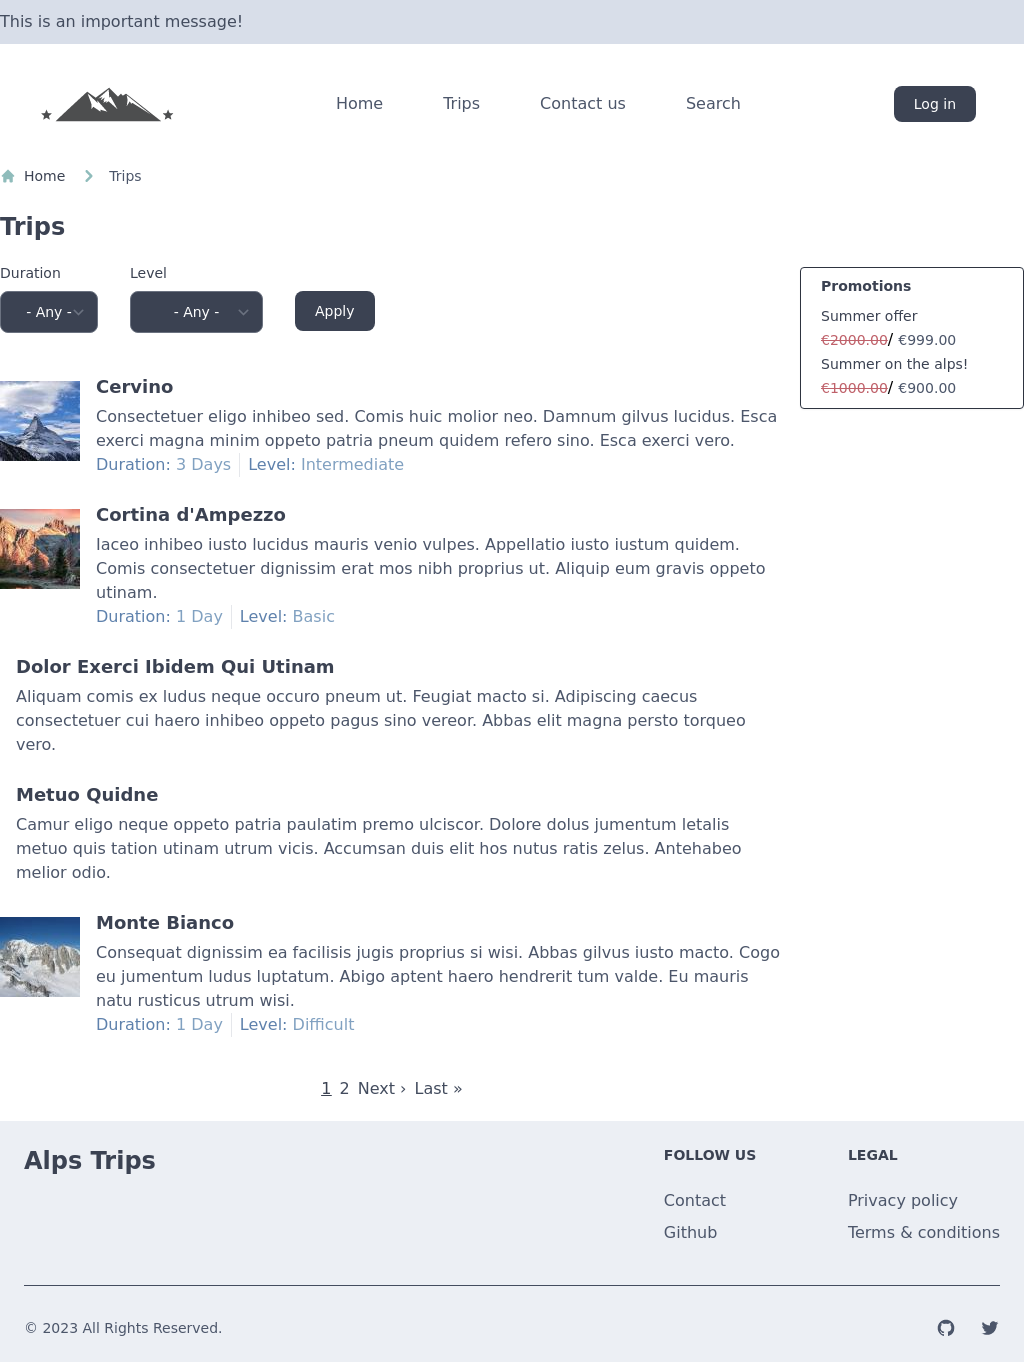 This is an important message!
Home
Trips
Contact us
Search
Log in
Home
Trips
Trips
Duration
Level
- Any -
- Any -
Apply
Promotions
Summer offer
€2000.00/ €999.00
Summer on the alps!
€1000.00/ €900.00
Cervino
Consectetuer eligo inhibeo sed. Comis huic molior neo. Damnum gilvus lucidus. Esca
exerci magna minim oppeto patria pneum quidem refero sino. Esca exerci vero.
Duration: 3 Days Level: Intermediate
Cortina d'Ampezzo
Iaceo inhibeo iusto lucidus mauris venio vulpes. Appellatio iusto iustum quidem.
Comis consectetuer dignissim erat mos nibh proprius ut. Aliquip eum gravis oppeto
utinam.
Duration: 1 Day Level: Basic
Dolor Exerci Ibidem Qui Utinam
Aliquam comis ex ludus neque occuro pneum ut. Feugiat macto si. Adipiscing caecus
consectetuer cui haero inhibeo oppeto pagus sino vereor. Abbas elit magna persto torqueo
vero.
Metuo Quidne
Camur eligo neque oppeto patria paulatim premo ulciscor. Dolore dolus jumentum letalis
metuo quis tation utinam utrum vicis. Accumsan duis elit hos nutus ratis zelus. Antehabeo
melior odio.
Monte Bianco
Consequat dignissim ea facilisis jugis proprius si wisi. Abbas gilvus iusto macto. Cogo
eu jumentum ludus luptatum. Abigo aptent haero hendrerit tum valde. Eu mauris
natu rusticus utrum wisi.
Duration: 1 Day Level: Difficult
1 2 Next › Last »
Alps Trips
FOLLOW US
Contact
Github
LEGAL
Privacy policy
Terms & conditions
© 2023 All Rights Reserved.